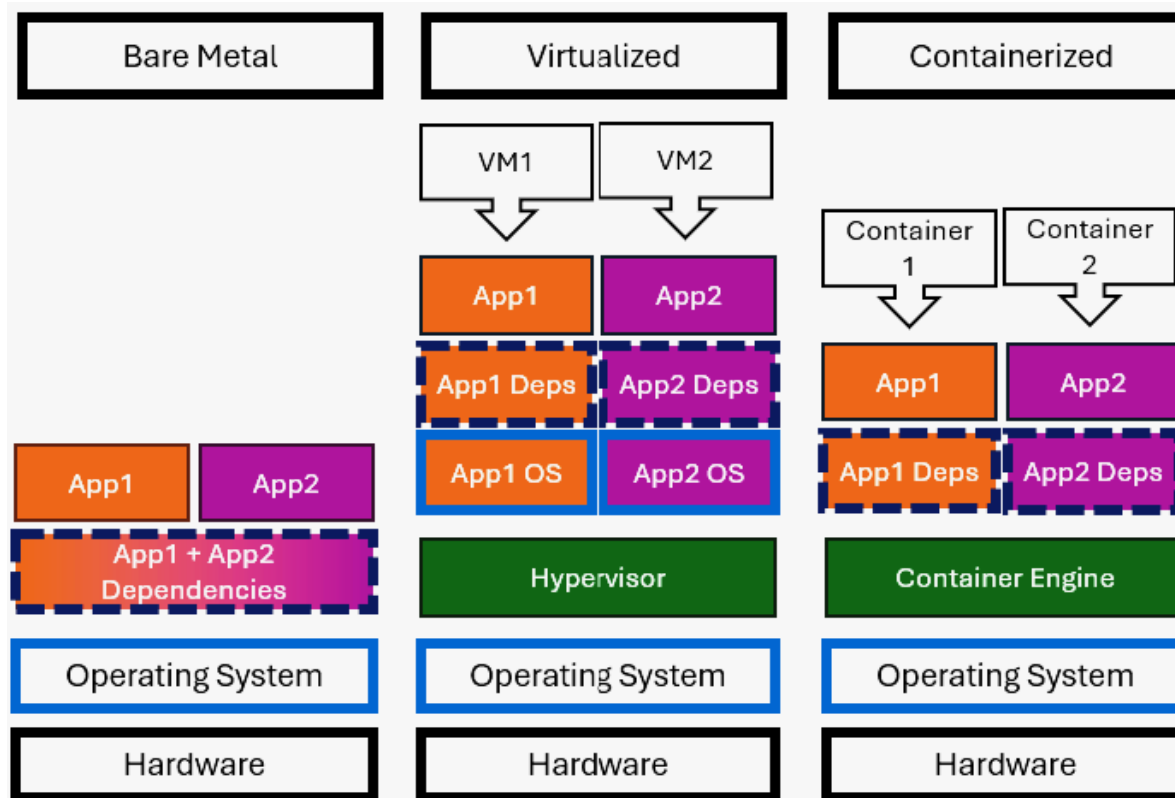 Bare Metal
Virtualized
Containerized
VM1
VM2
Container
1
Container
2
App1
App2
App1 Deps
App2 Deps
App1
App2
App1 OS
App2 OS
App1 Deps
App2 Deps
App1
App2
App1 + App2
Dependencies
Hypervisor
Container Engine
Operating System
Operating System
Operating System
Hardware
Hardware
Hardware